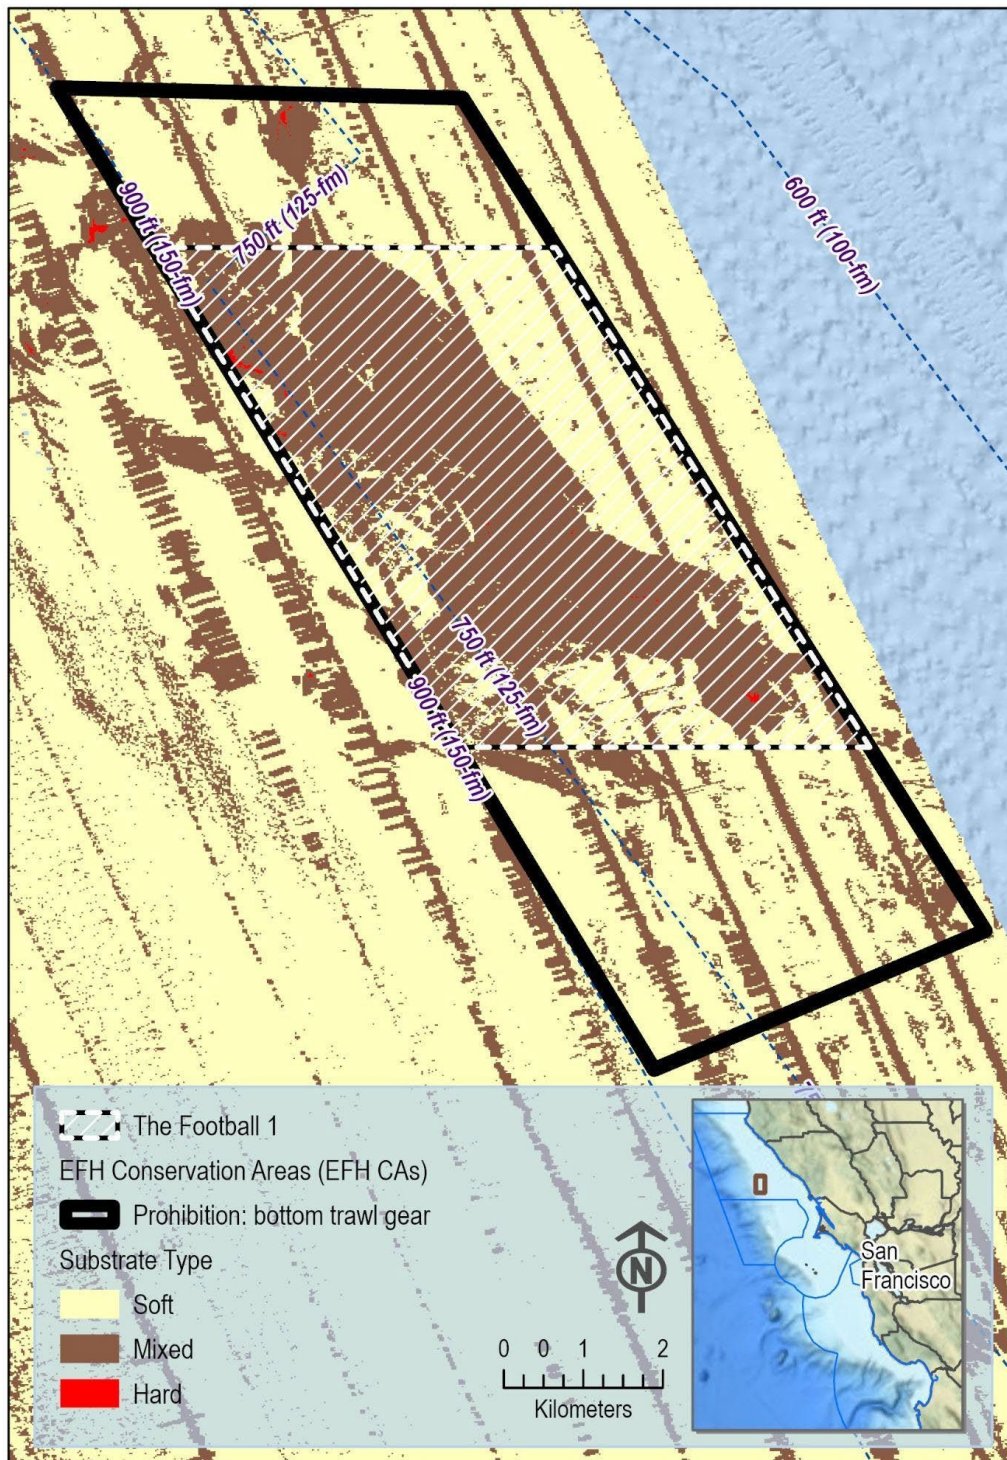 600 ft (100-fm)
900 ft (150-fm)
750 ft (125-fm)
750 ft (125-fm)
900 ft (150-fm)
The Football 1
EFH Conservation Areas (EFH CAs)
Prohibition: bottom trawl gear
Substrate Type
Soft
Mixed
Hard
N
0 0 1 2
Kilometers
San
Francisco